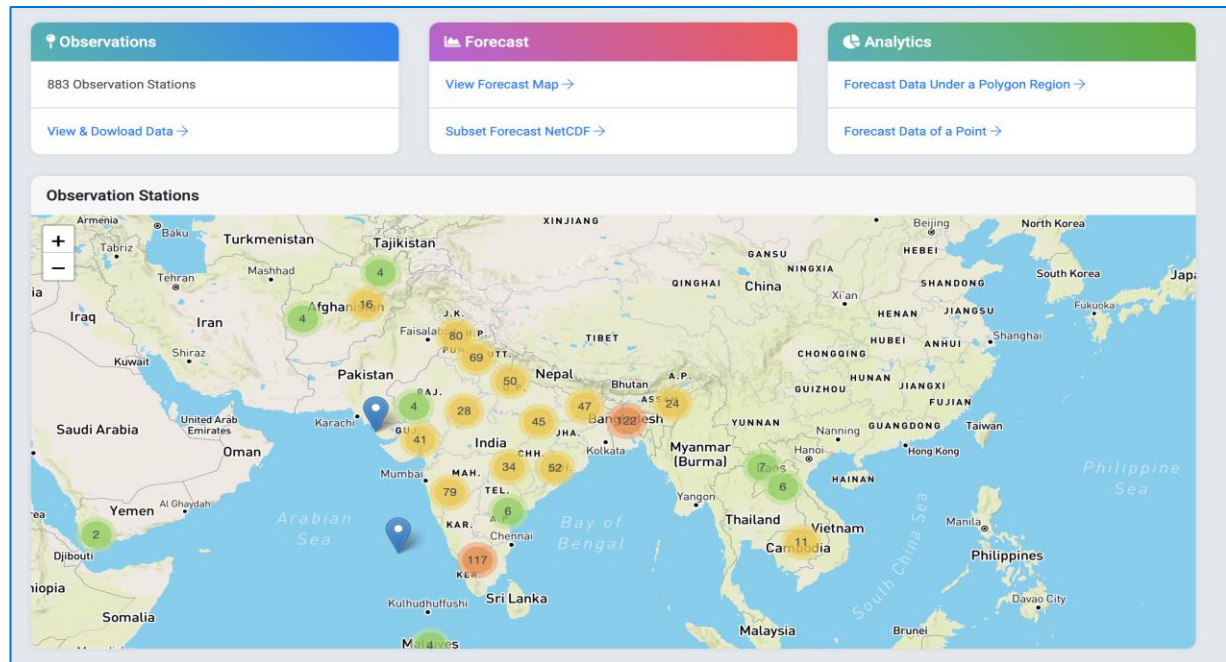 Observations
883 Observation Stations
View & Dowload Data →
Forecast
View Forecast Map →
Subset Forecast NetCDF →
Analytics
Forecast Data Under a Polygon Region →
Forecast Data of a Point →
Observation Stations
+
−
Armenia
Baku
Tabriz
Turkmenistan
Tajikistan
XINJIANG
Beijing
North Korea
Tehran
Mashhad
4
GANSU
HEBEI
NINGXIA
QINGHAI
China
SHANDONG
South Korea
Iraq
Iran
4
16
J.K.
Xi'an
HENAN
JIANGSU
Fukuoka
80
69
TIBET
HUBEI
ANHUI
Shanghai
Kuwait
Shiraz
CHONGQING
Pakistan
50
Nepal
Bhutan
A.P.
GUIZHOU
HUNAN
JIANGXI
FUJIAN
4
28
45
47
122
24
Saudi Arabia
United Arab
Emirates
Karachi
41
India
JHA.
Kolkata
YUNNAN
Nanning
GUANGDONG
Taiwan
Oman
Myanmar
(Burma)
Hanoi
Hong Kong
Mumbai
MAH.
34
CHH.
52
7
6
HAINAN
Philippine
Sea
79
TEL.
Yemen
Al Ghaydah
Yangon
2
Arabian
Sea
KAR.
6
Chennai
Bay of
Bengal
Thailand
Vietnam
Manila
Djibouti
11
South China Sea
Philippines
117
KER.
Kulhudhuffushi
Sri Lanka
Davao City
Somalia
4
Malaysia
Brunei